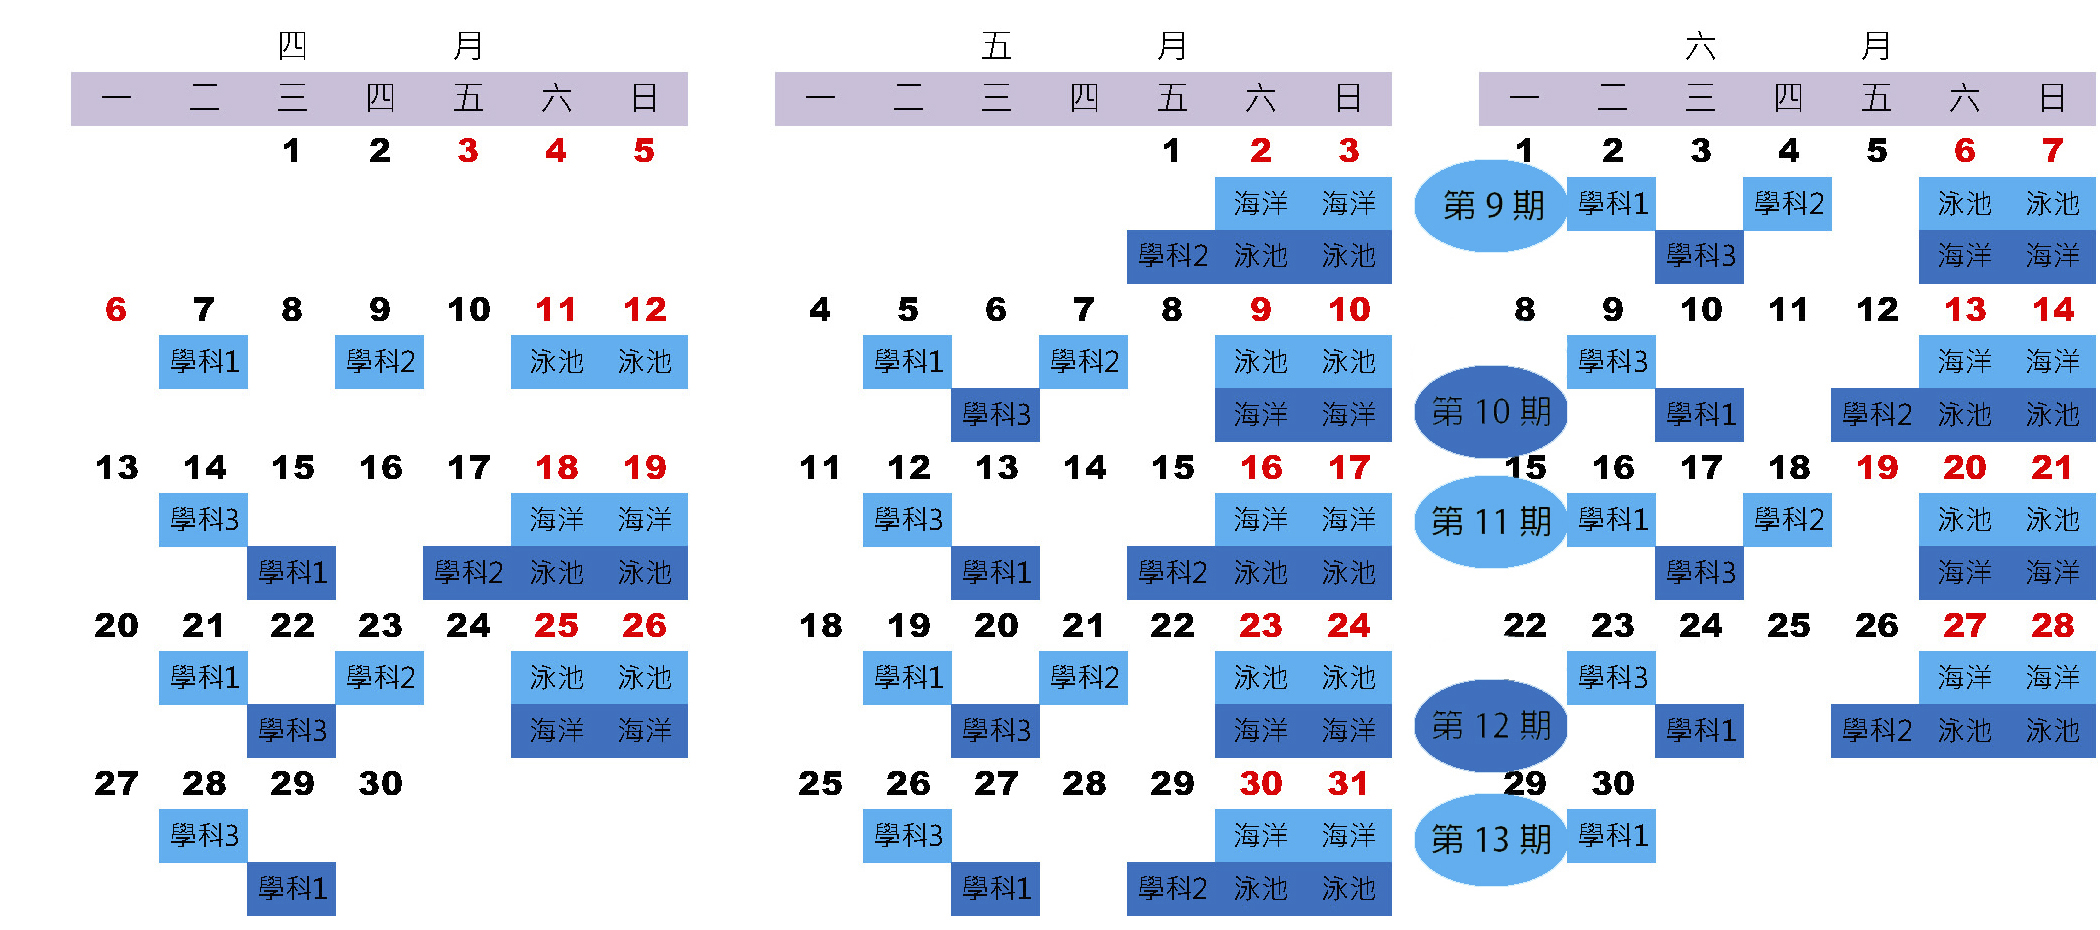 四 月
一 二 三 四 五 六 日
1 2 3 4 5
6 7 8 9 10 11 12
學科1 學科2 泳池 泳池
13 14 15 16 17 18 19
學科3 海洋 海洋
學科1 學科2 泳池 泳池
20 21 22 23 24 25 26
學科1 學科2 泳池 泳池
學科3 海洋 海洋
27 28 29 30
學科3
學科1
五 月
一 二 三 四 五 六 日
1 2 3
海洋 海洋
學科2 泳池 泳池
4 5 6 7 8 9 10
學科1 學科2 泳池 泳池
學科3 海洋 海洋
11 12 13 14 15 16 17
學科3 海洋 海洋
學科1 學科2 泳池 泳池
18 19 20 21 22 23 24
學科1 學科2 泳池 泳池
學科3 海洋 海洋
25 26 27 28 29 30 31
學科3 海洋 海洋
學科1 學科2 泳池 泳池
六 月
一 二 三 四 五 六 日
1 2 3 4 5 6 7
第 9 期 學科1 學科2 泳池 泳池
學科3 海洋 海洋
8 9 10 11 12 13 14
學科3 海洋 海洋
第 10 期 學科1 學科2 泳池 泳池
15 16 17 18 19 20 21
第 11 期 學科1 學科2 泳池 泳池
學科3 海洋 海洋
22 23 24 25 26 27 28
學科3 海洋 海洋
第 12 期 學科1 學科2 泳池 泳池
29 30
第 13 期 學科1